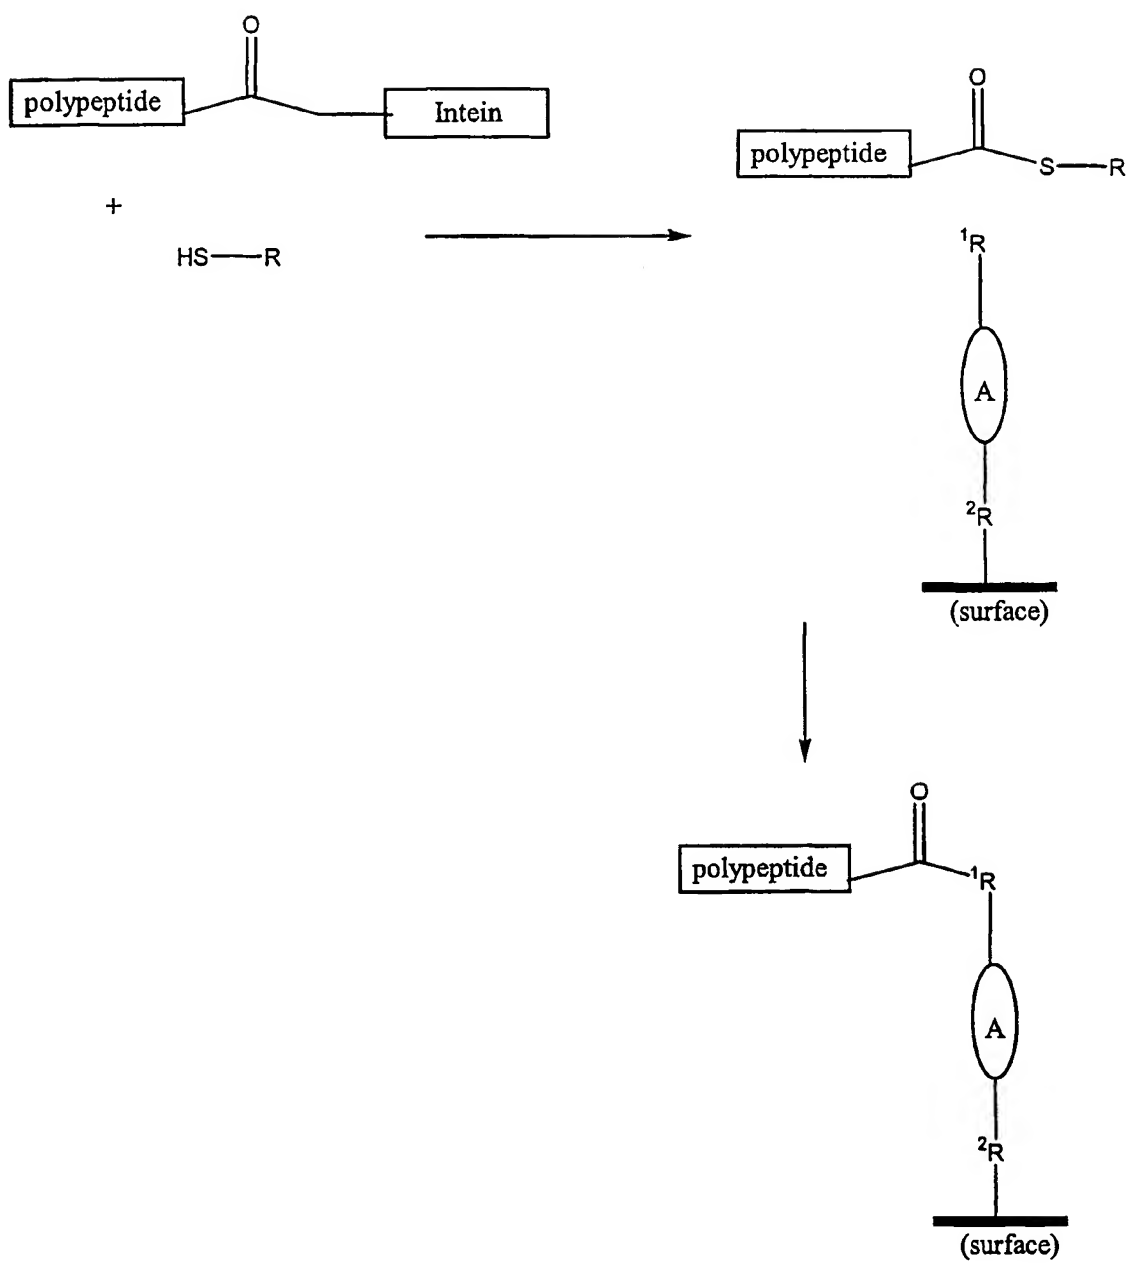 O
polypeptide
Intein
+
HS—R
O
polypeptide
S—R
¹R
A
²R
(surface)
O
polypeptide
¹R
A
²R
(surface)